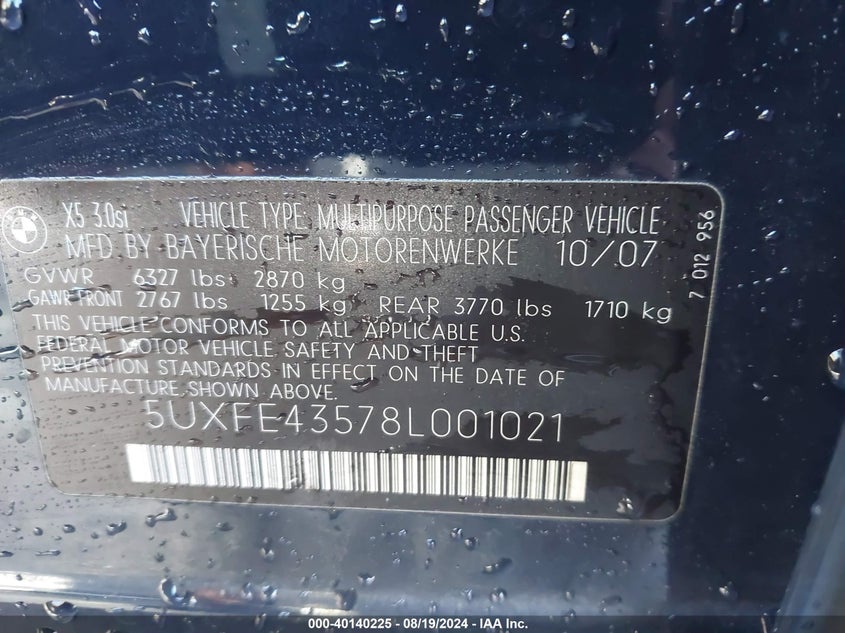 BMW
X5 3.0si VEHICLE TYPE: MULTIPURPOSE PASSENGER VEHICLE
MFD BY BAYERISCHE MOTORENWERKE 10/07
GVWR 6327 lbs 2870 kg
GAWR FRONT 2767 lbs 1255 kg REAR 3770 lbs 1710 kg
THIS VEHICLE CONFORMS TO ALL APPLICABLE U.S.
FEDERAL MOTOR VEHICLE SAFETY AND THEFT
PREVENTION STANDARDS IN EFFECT ON THE DATE OF
MANUFACTURE SHOWN ABOVE.
5UXFE43578L001021
7 012 956
000-40140225 - 08/19/2024 - IAA Inc.